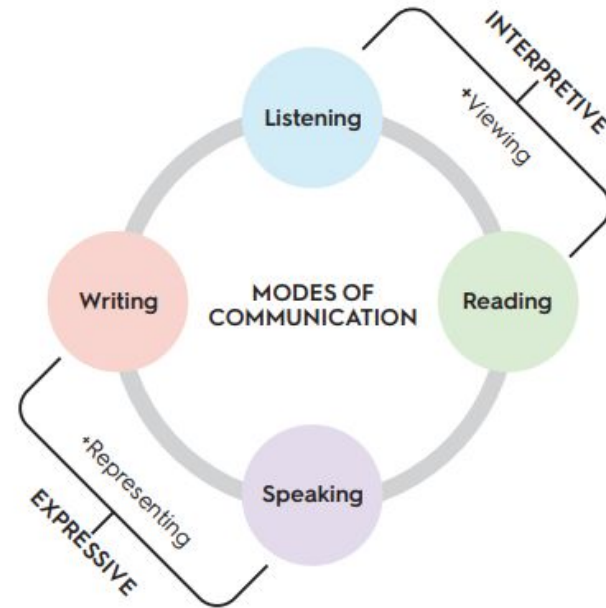 INTERPRETIVE
+Viewing
Listening
Writing
MODES OF
COMMUNICATION
Reading
Speaking
+Representing
EXPRESSIVE